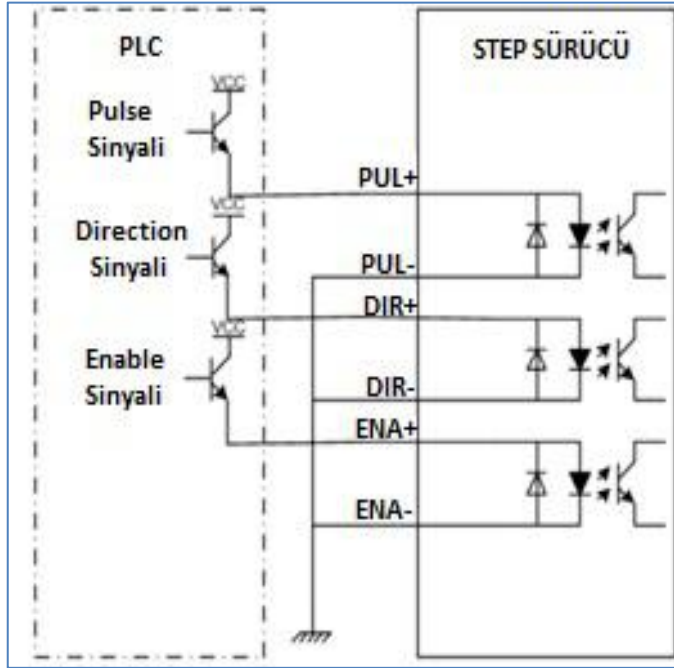 PLC
STEP SÜRÜCÜ
VCC
Pulse
Sinyali
PUL+
VCC
Direction
Sinyali
PUL-
DIR+
VCC
Enable
Sinyali
DIR-
ENA+
ENA-